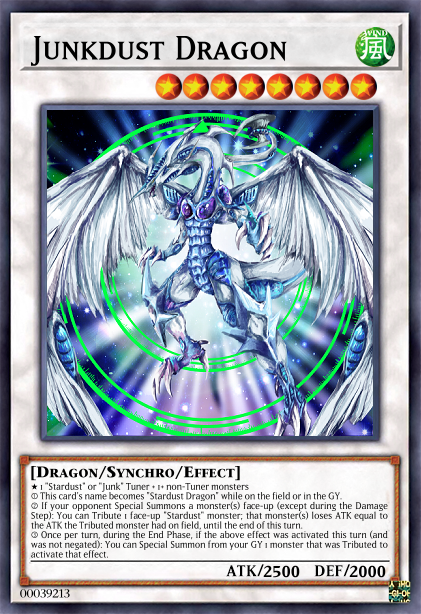 JUNKDUST DRAGON
WIND
風
[DRAGON/SYNCHRO/EFFECT]
★ 1 "Stardust" or "Junk" Tuner + 1+ non-Tuner monsters
① This card's name becomes "Stardust Dragon" while on the field or in the GY.
② If your opponent Special Summons a monster(s) face-up (except during the Damage
Step): You can Tribute 1 face-up "Stardust" monster; that monster(s) loses ATK equal to
the ATK the Tributed monster had on field, until the end of this turn.
③ Once per turn, during the End Phase, if the above effect was activated this turn (and
was not negated): You can Special Summon from your GY 1 monster that was Tributed to
activate that effect.
ATK/2500 DEF/2000
00039213